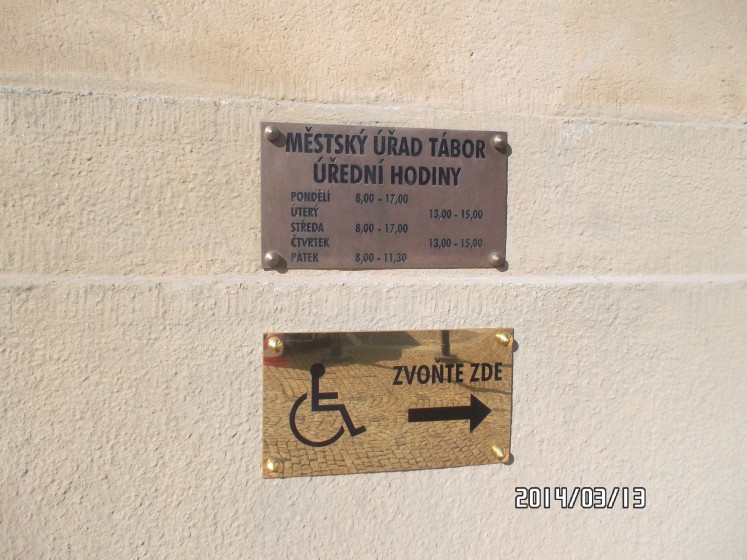 MĚSTSKÝ ÚŘAD TÁBOR
ÚŘEDNÍ HODINY
PONDĚLÍ 8,00 - 17,00
ÚTERÝ 13,00 - 15,00
STŘEDA 8,00 - 17,00
ČTVRTEK 13,00 - 15,00
PÁTEK 8,00 - 11,30
ZVOŇTE ZDE
2014/03/13